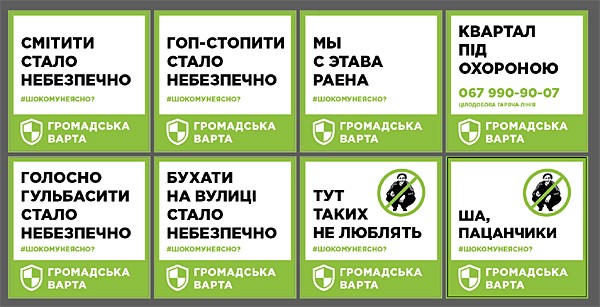 СМІТИТИ
СТАЛО
НЕБЕЗПЕЧНО
#ШОКОМУНЕЯСНО?
ГРОМАДСЬКА
ВАРТА
ГОП-СТОПИТИ
СТАЛО
НЕБЕЗПЕЧНО
#ШОКОМУНЕЯСНО?
ГРОМАДСЬКА
ВАРТА
МЫ
С ЭТАВА
РАЕНА
#ШОКОМУНЕЯСНО?
ГРОМАДСЬКА
ВАРТА
КВАРТАЛ
ПІД
ОХОРОНОЮ
067 990-90-07
ЦІЛОДОБОВА ГАРЯЧА ЛІНІЯ
ГРОМАДСЬКА
ВАРТА
ГОЛОСНО
ГУЛЬБАСИТИ
СТАЛО
НЕБЕЗПЕЧНО
#ШОКОМУНЕЯСНО?
ГРОМАДСЬКА
ВАРТА
БУХАТИ
НА ВУЛИЦІ
СТАЛО
НЕБЕЗПЕЧНО
#ШОКОМУНЕЯСНО?
ГРОМАДСЬКА
ВАРТА
ТУТ
ТАКИХ
НЕ ЛЮБЛЯТЬ
#ШОКОМУНЕЯСНО?
ГРОМАДСЬКА
ВАРТА
ША,
ПАЦАНЧИКИ
#ШОКОМУНЕЯСНО?
ГРОМАДСЬКА
ВАРТА